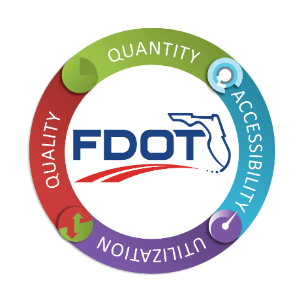 QUANTITY
ACCESSIBILITY
UTILIZATION
QUALITY
FDOT